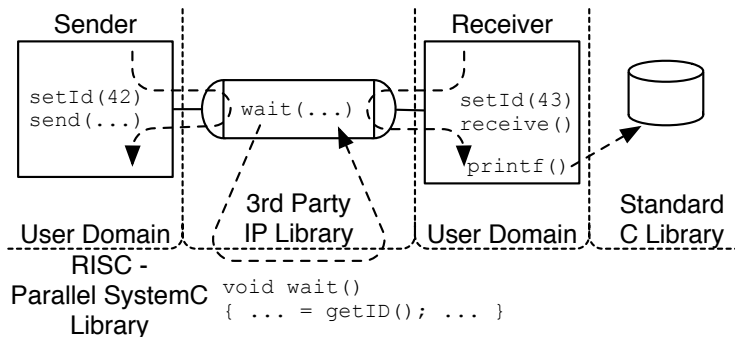 Sender
Receiver
setId(42)
send(...)
wait(...)
setId(43)
receive()
printf()
3rd Party
IP Library
User Domain
User Domain
Standard
C Library
RISC -
Parallel SystemC
Library
void wait()
{ ... = getID(); ... }